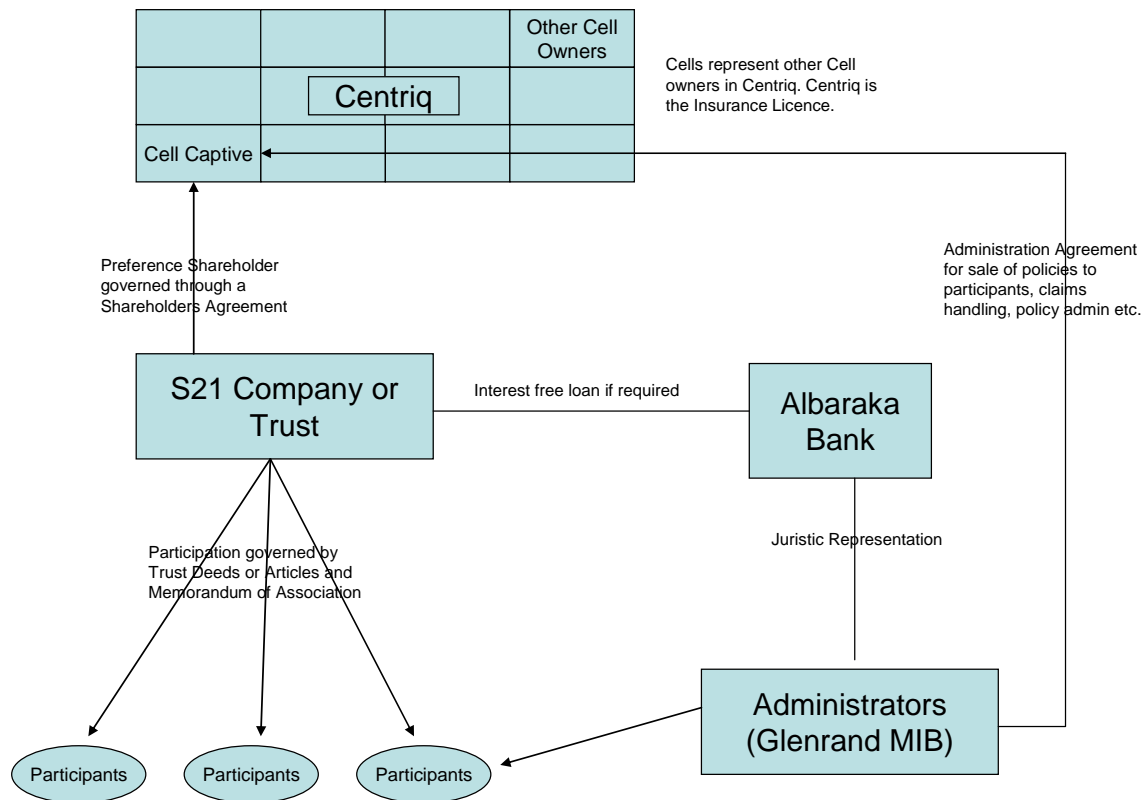 Other Cell
Owners
Cells represent other Cell
owners in Centriq. Centriq is
the Insurance Licence.
Centriq
Cell Captive
Preference Shareholder
governed through a
Shareholders Agreement
Administration Agreement
for sale of policies to
participants, claims
handling, policy admin etc.
S21 Company or
Trust
Interest free loan if required
Albaraka
Bank
Participation governed by
Trust Deeds or Articles and
Memorandum of Association
Juristic Representation
Administrators
(Glenrand MIB)
Participants
Participants
Participants